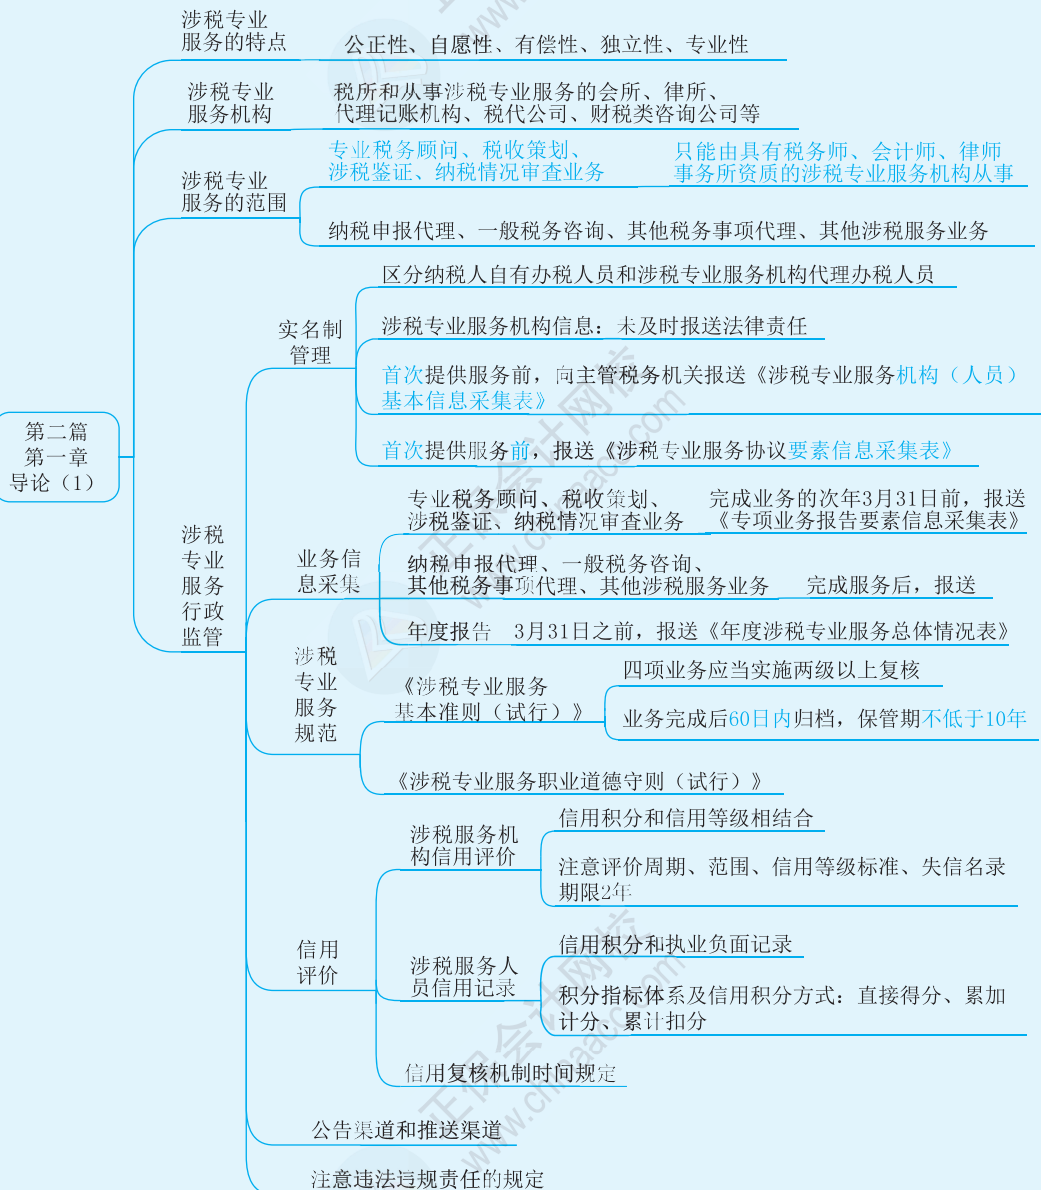 涉税专业
服务的特点
公正性、自愿性、有偿性、独立性、专业性
涉税专业
服务机构
税所和从事涉税专业服务的会所、律所、
代理记账机构、税代公司、财税类咨询公司等
涉税专业
服务的范围
专业税务顾问、税收策划、
涉税鉴证、纳税情况审查业务
只能由具有税务师、会计师、律师
事务所资质的涉税专业服务机构从事
纳税申报代理、一般税务咨询、其他税务事项代理、其他涉税服务业务
第二篇
第一章
导论（1）
涉税
专业
服务
行政
监管
实名制
管理
区分纳税人自有办税人员和涉税专业服务机构代理办税人员
涉税专业服务机构信息：未及时报送法律责任
首次提供服务前，向主管税务机关报送《涉税专业服务机构（人员）
基本信息采集表》
首次提供服务前，报送《涉税专业服务协议要素信息采集表》
业务信
息采集
专业税务顾问、税收策划、
涉税鉴证、纳税情况审查业务
完成业务的次年3月31日前，报送
《专项业务报告要素信息采集表》
纳税申报代理、一般税务咨询、
其他税务事项代理、其他涉税服务业务
完成服务后，报送
年度报告
3月31日之前，报送《年度涉税专业服务总体情况表》
涉税
专业
服务
规范
《涉税专业服务
基本准则（试行）》
四项业务应当实施两级以上复核
业务完成后60日内归档，保管期不低于10年
《涉税专业服务职业道德守则（试行）》
信用
评价
涉税服务机
构信用评价
信用积分和信用等级相结合
注意评价周期、范围、信用等级标准、失信名录
期限2年
涉税服务人
员信用记录
信用积分和执业负面记录
积分指标体系及信用积分方式：直接得分、累加
计分、累计扣分
信用复核机制时间规定
公告渠道和推送渠道
注意违法违规责任的规定
正保会计网校
www.chinaacc.com
正保会计网校
www.chinaacc.com